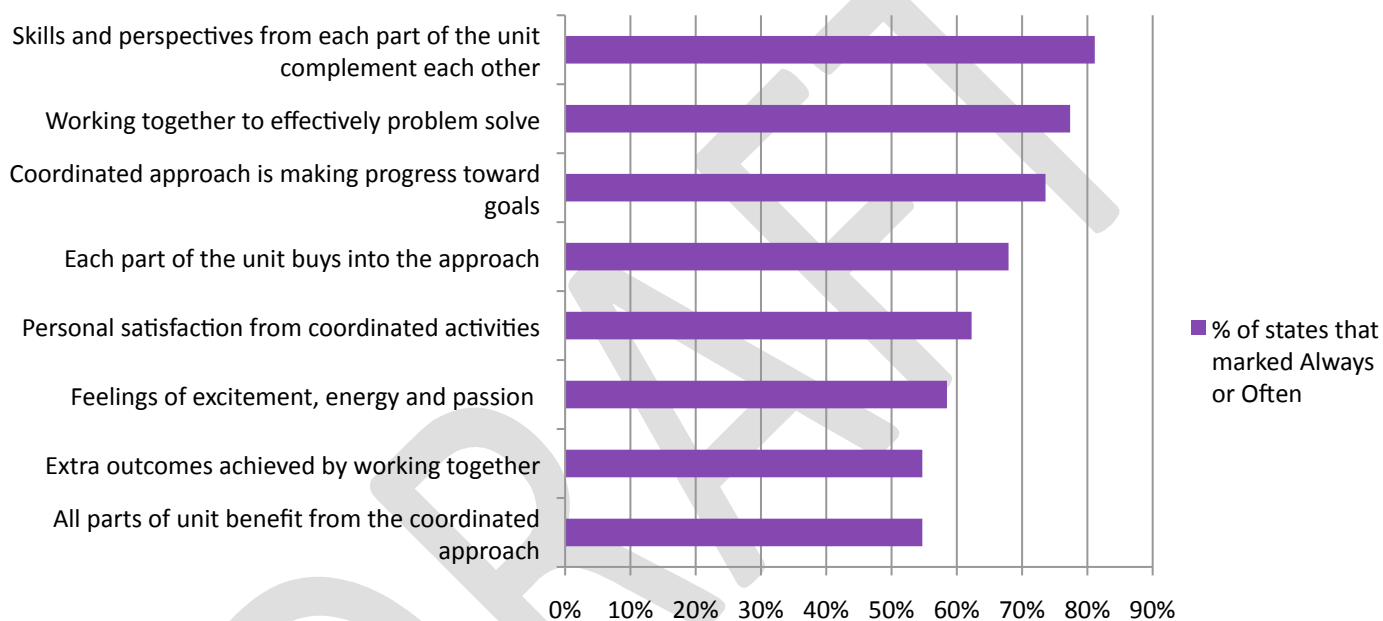 Skills and perspectives from each part of the unit
complement each other
Working together to effectively problem solve
Coordinated approach is making progress toward
goals
Each part of the unit buys into the approach
Personal satisfaction from coordinated activities
Feelings of excitement, energy and passion
Extra outcomes achieved by working together
All parts of unit benefit from the coordinated
approach
0% 10% 20% 30% 40% 50% 60% 70% 80% 90%
% of states that
marked Always
or Often
DRAFT